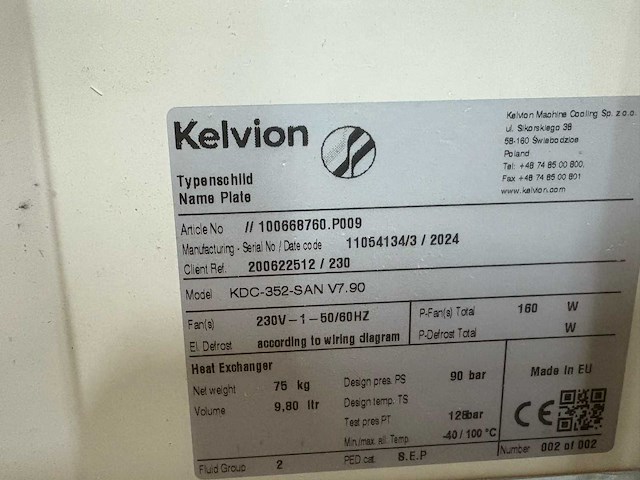 Kelvion
Kelvion Machine Cooling Sp. z o.o.
ul. Sikorskiego 38
58-160 Świebodzice
Poland
Tel: +48 74 85 00 800,
Fax +48 74 85 00 801
www.kelvion.com
Typenschild
Name Plate
Article No // 100668760.P009
Manufacturing - Serial No / Date code 11054134/3 / 2024
Client Ref. 200622512 / 230
Model KDC-352-SAN V7.90
Fan(s) 230V-1-50/60HZ P-Fan(s) Total 160 W
El. Defrost according to wiring diagram P-Defrost Total W
Heat Exchanger
Net weight 75 kg Design pres. PS 90 bar
Volume 9,80 ltr Design temp. TS
Test pres PT 128bar
Min./max. all. Temp. -40 / 100 °C
Fluid Group 2 PED cat. S.E.P
Made in EU
CE
Number 002 of 002